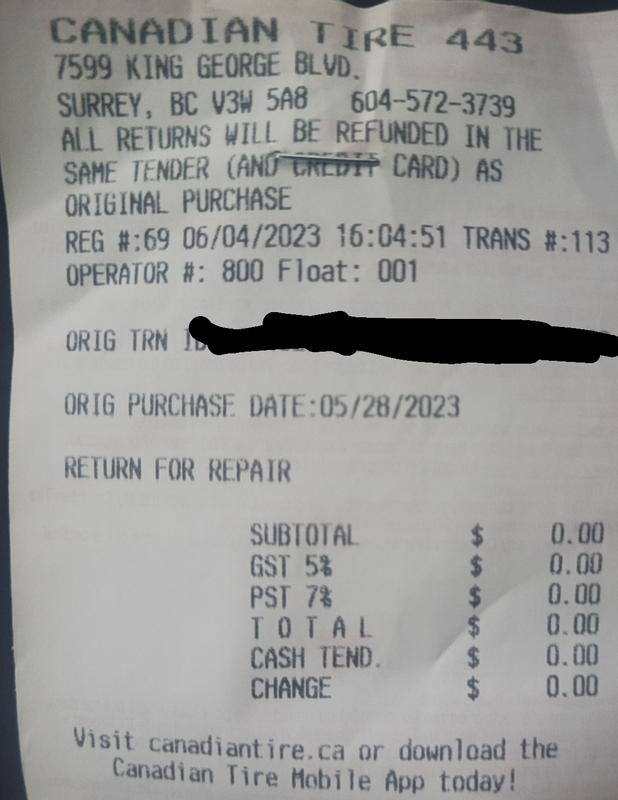 CANADIAN TIRE 443
7599 KING GEORGE BLVD.
SURREY, BC V3W 5A8 604-572-3739
ALL RETURNS WILL BE REFUNDED IN THE
SAME TENDER (AND CREDIT CARD) AS
ORIGINAL PURCHASE
REG #:69 06/04/2023 16:04:51 TRANS #:113
OPERATOR #: 800 Float: 001
ORIG TRN
ORIG PURCHASE DATE:05/28/2023
RETURN FOR REPAIR
SUBTOTAL $ 0.00
GST 5% $ 0.00
PST 7% $ 0.00
T O T A L $ 0.00
CASH TEND. $ 0.00
CHANGE $ 0.00
Visit canadiantire.ca or download the
Canadian Tire Mobile App today!